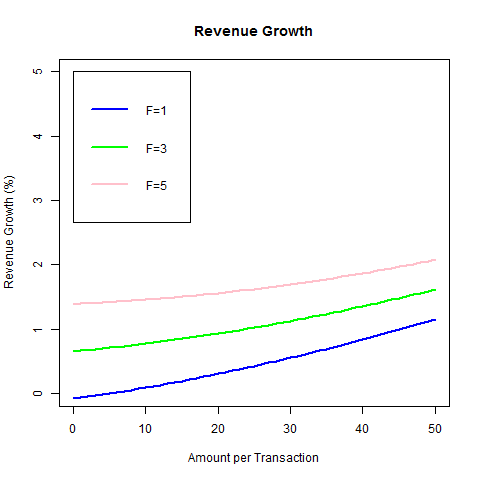 Revenue Growth
5
4
3
2
1
0
Revenue Growth (%)
F=1
F=3
F=5
0 10 20 30 40 50
Amount per Transaction